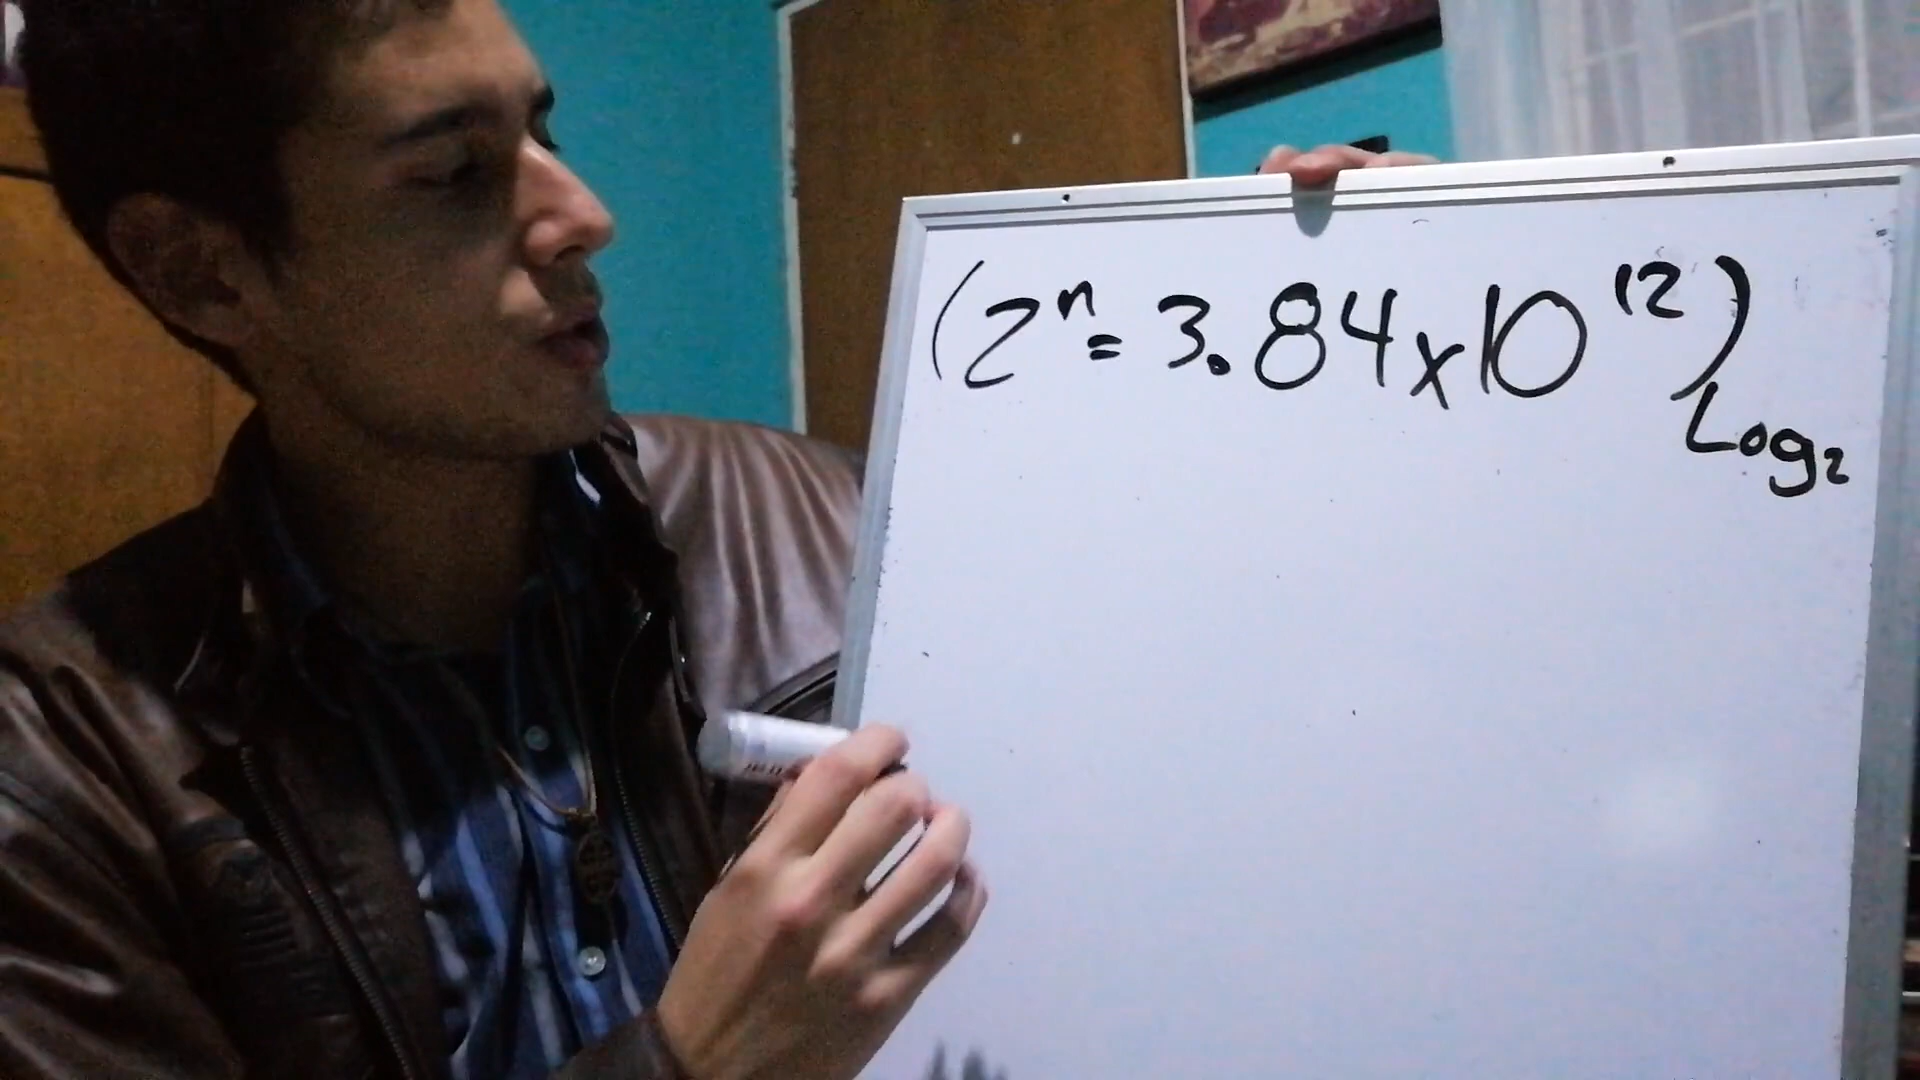 (2ⁿ = 3.84x10¹²)
Log₂